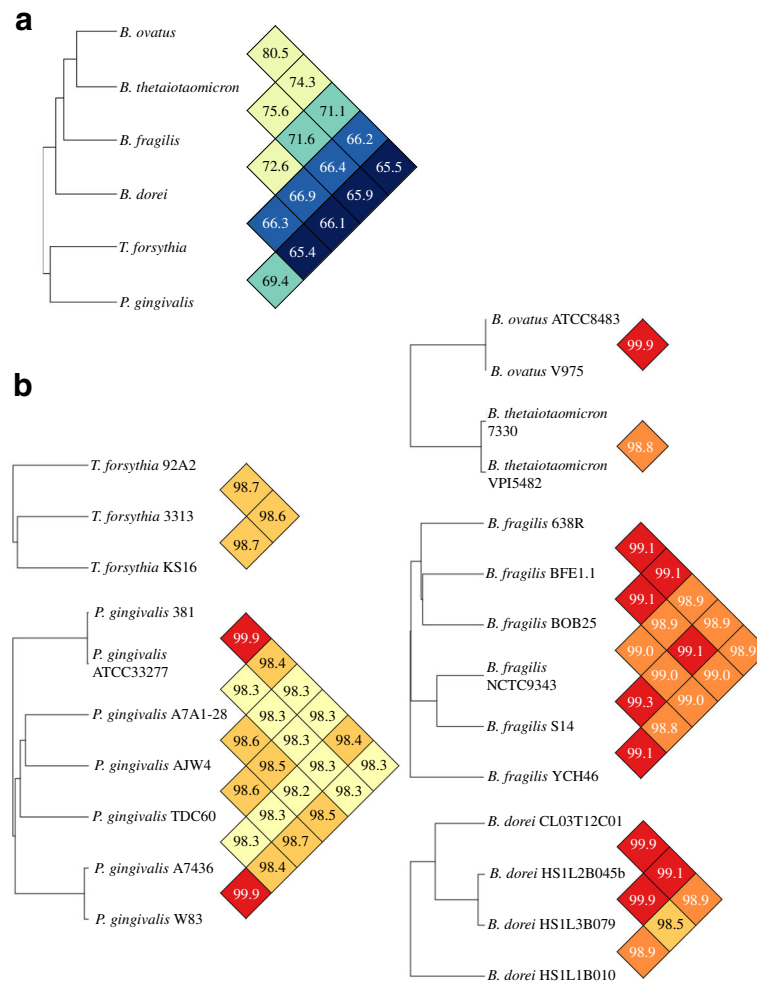 a
B. ovatus
B. thetaiotaomicron
B. fragilis
B. dorei
T. forsythia
P. gingivalis
80.5
74.3
75.6
71.1
71.6
66.2
72.6
66.4
65.5
66.9
65.9
66.3
66.1
65.4
69.4
b
T. forsythia 92A2
T. forsythia 3313
T. forsythia KS16
98.7
98.6
98.7
P. gingivalis 381
P. gingivalis
ATCC33277
P. gingivalis A7A1-28
P. gingivalis AJW4
P. gingivalis TDC60
P. gingivalis A7436
P. gingivalis W83
99.9
98.4
98.3
98.3
98.3
98.3
98.6
98.3
98.4
98.5
98.3
98.3
98.6
98.2
98.3
98.3
98.5
98.3
98.7
98.4
99.9
B. ovatus ATCC8483
B. ovatus V975
99.9
B. thetaiotaomicron
7330
B. thetaiotaomicron
VPI5482
98.8
B. fragilis 638R
B. fragilis BFE1.1
B. fragilis BOB25
B. fragilis
NCTC9343
B. fragilis S14
B. fragilis YCH46
99.1
99.1
99.1
98.9
98.9
98.9
99.0
99.1
98.9
99.0
99.0
99.3
99.0
98.8
99.1
B. dorei CL03T12C01
B. dorei HS1L2B045b
B. dorei HS1L3B079
B. dorei HS1L1B010
99.9
99.1
99.9
98.9
98.5
98.9